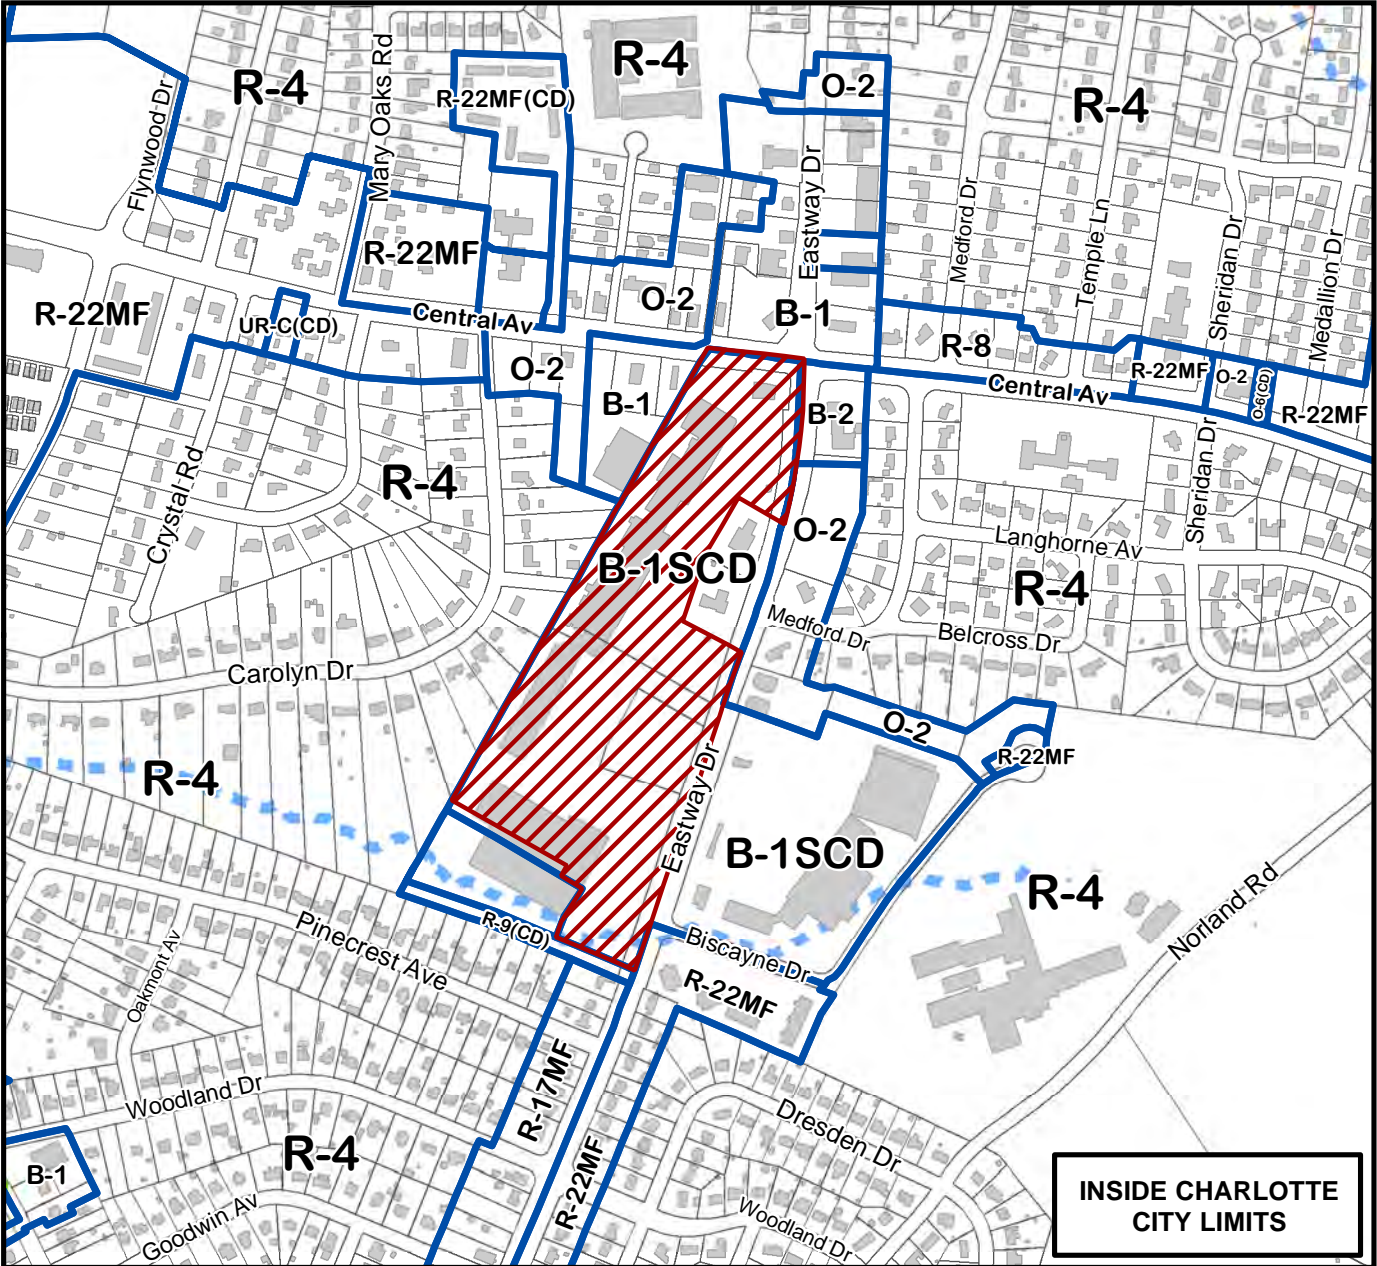 R-4
R-4
R-4
Mary Oaks Rd
R-22MF(CD)
O-2
Flynwood Dr
Eastway Dr
Medford Dr
Temple Ln
Sheridan Dr
Medallion Dr
R-22MF
O-2
B-1
R-22MF
UR-C(CD)
Central Av
R-8
O-2
B-1
B-2
Central Av
R-22MF
O-2
O-6(CD)
R-22MF
Crystal Rd
R-4
Sheridan Dr
O-2
Langhorne Av
B-1SCD
R-4
Medford Dr
Belcross Dr
Carolyn Dr
O-2
R-22MF
R-4
Eastway Dr
B-1SCD
R-4
Norland Rd
R-9(CD)
Pinecrest Ave
Biscayne Dr
Oakmont Av
R-22MF
R-17MF
Woodland Dr
Dresden Dr
R-4
B-1
R-22MF
Goodwin Av
Woodland Dr
INSIDE CHARLOTTE
CITY LIMITS